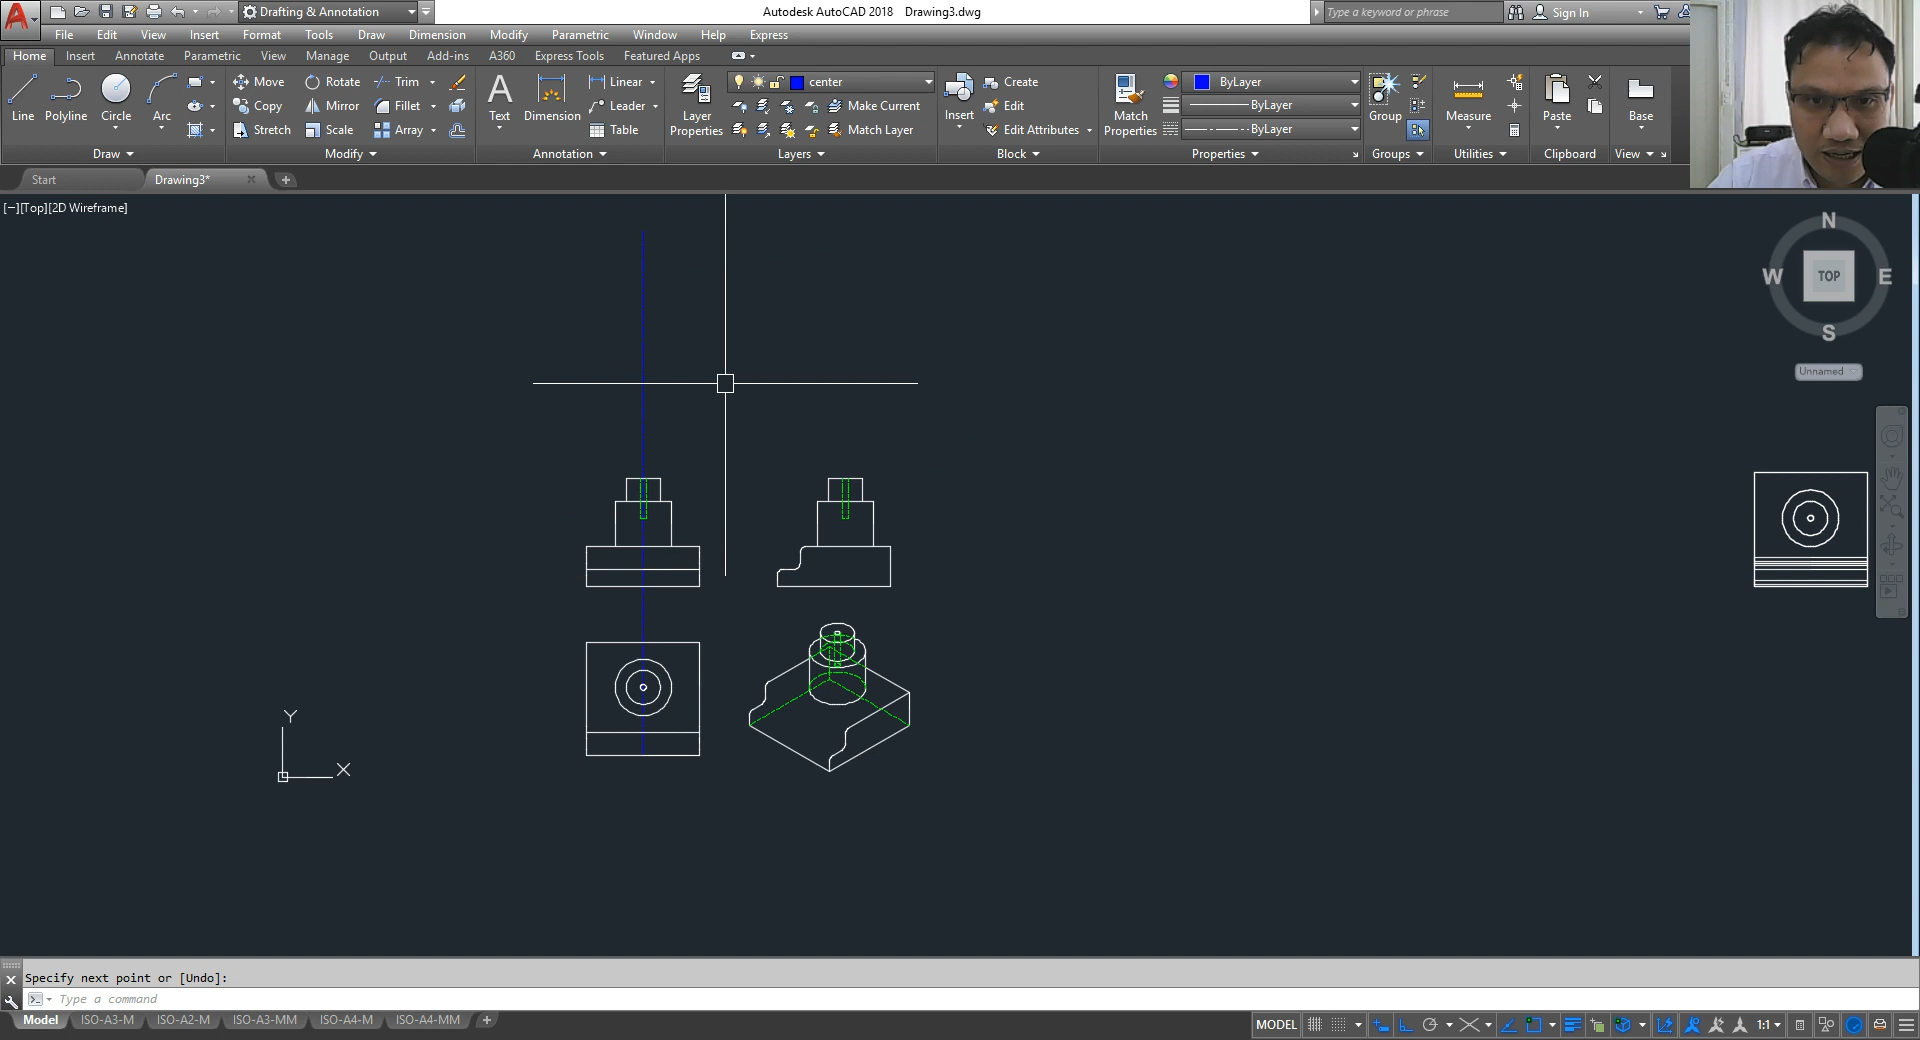 Drafting & Annotation
Autodesk AutoCAD 2018 Drawing3.dwg
Type a keyword or phrase
Sign In
File Edit View Insert Format Tools Draw Dimension Modify Parametric Window Help Express
Home Insert Annotate Parametric View Manage Output Add-ins A360 Express Tools Featured Apps
Line Polyline Circle Arc
Move Rotate Trim
Copy Mirror Fillet
Stretch Scale Array
Text Dimension
Linear
Leader
Table
Layer Properties
center
Make Current
Match Layer
Insert
Create
Edit
Edit Attributes
Match Properties
ByLayer
ByLayer
ByLayer
Group
Measure
Paste
Base
Draw Modify Annotation Layers Block Properties Groups Utilities Clipboard View
Start Drawing3*
[−][Top][2D Wireframe]
N
W TOP E
S
Unnamed
Y
X
Specify next point or [Undo]:
Type a command
Model ISO-A3-M ISO-A2-M ISO-A3-MM ISO-A4-M ISO-A4-MM
MODEL 1:1